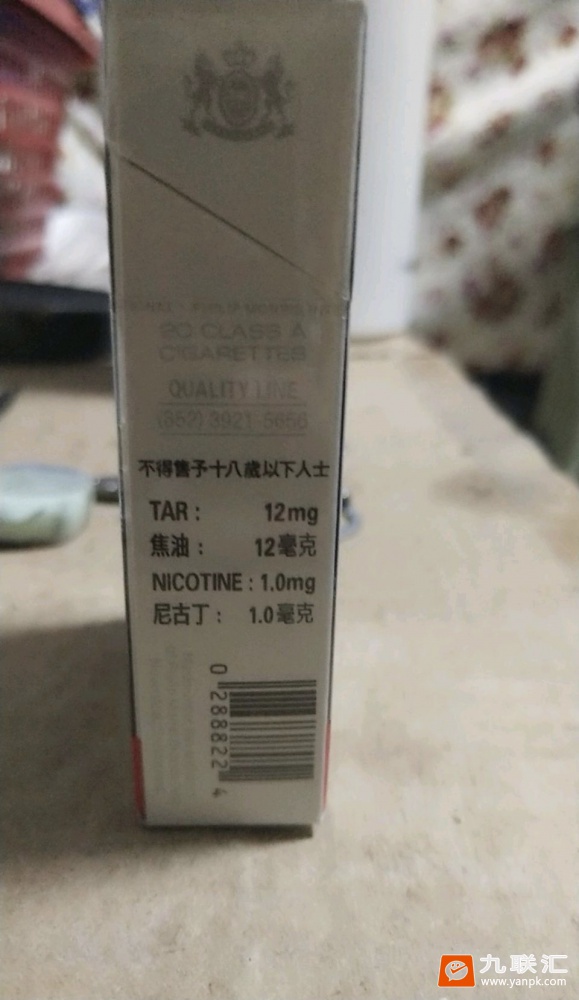 20 CLASS A
CIGARETTES
QUALITY LINE
(852) 3921 5656
不得售予十八歲以下人士
TAR : 12mg
焦油 : 12毫克
NICOTINE : 1.0mg
尼古丁 : 1.0毫克
0 288822 4
九联汇
www.yanpk.com